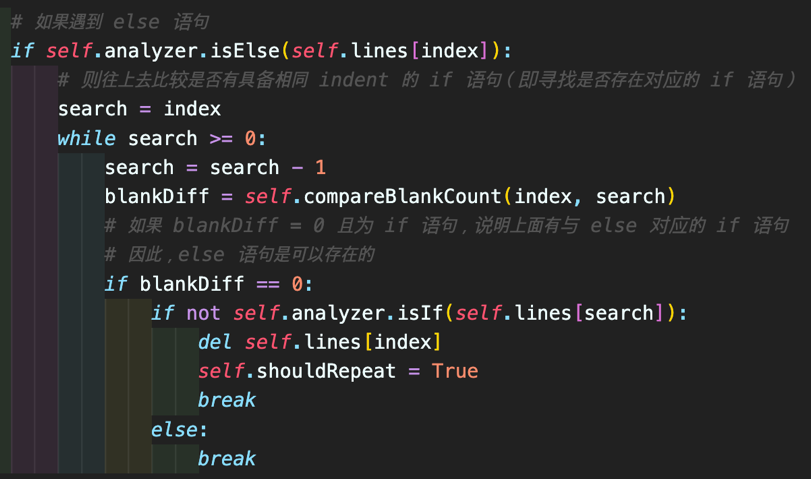 # 如果遇到 else 语句
if self.analyzer.isElse(self.lines[index]):
# 则往上去比较是否有具备相同 indent 的 if 语句（即寻找是否存在对应的 if 语句）
search = index
while search >= 0:
search = search - 1
blankDiff = self.compareBlankCount(index, search)
# 如果 blankDiff = 0 且为 if 语句，说明上面有与 else 对应的 if 语句
# 因此，else 语句是可以存在的
if blankDiff == 0:
if not self.analyzer.isIf(self.lines[search]):
del self.lines[index]
self.shouldRepeat = True
break
else:
break